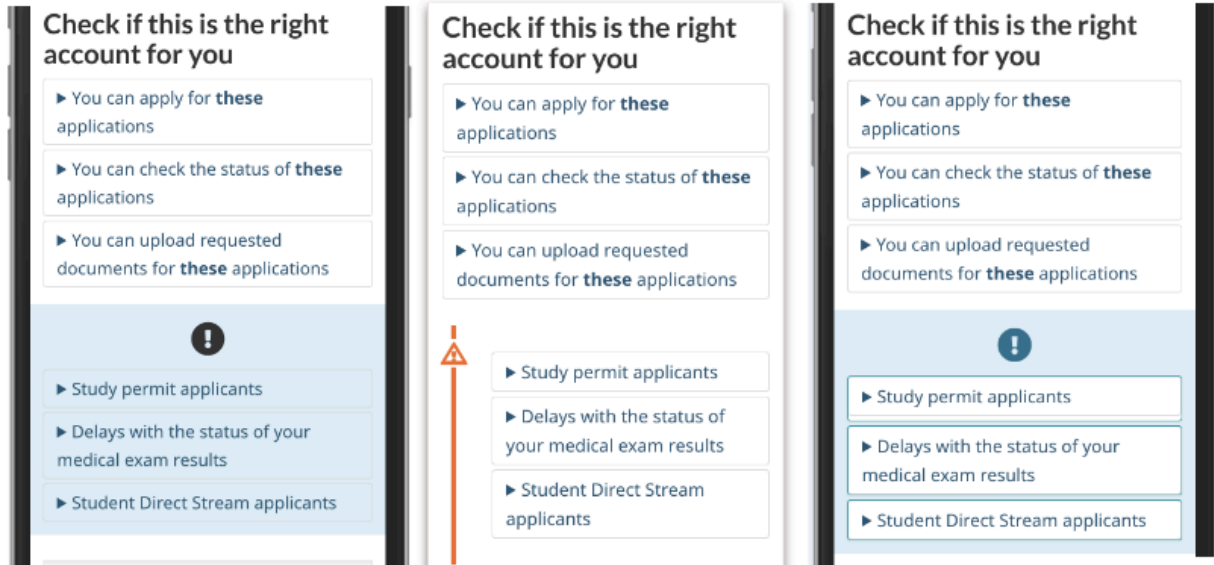 Check if this is the right
account for you
▶ You can apply for these
applications
▶ You can check the status of these
applications
▶ You can upload requested
documents for these applications
▶ Study permit applicants
▶ Delays with the status of your
medical exam results
▶ Student Direct Stream applicants
Check if this is the right
account for you
▶ You can apply for these
applications
▶ You can check the status of these
applications
▶ You can upload requested
documents for these applications
▶ Study permit applicants
▶ Delays with the status of
your medical exam results
▶ Student Direct Stream
applicants
Check if this is the right
account for you
▶ You can apply for these
applications
▶ You can check the status of these
applications
▶ You can upload requested
documents for these applications
▶ Study permit applicants
▶ Delays with the status of your
medical exam results
▶ Student Direct Stream applicants